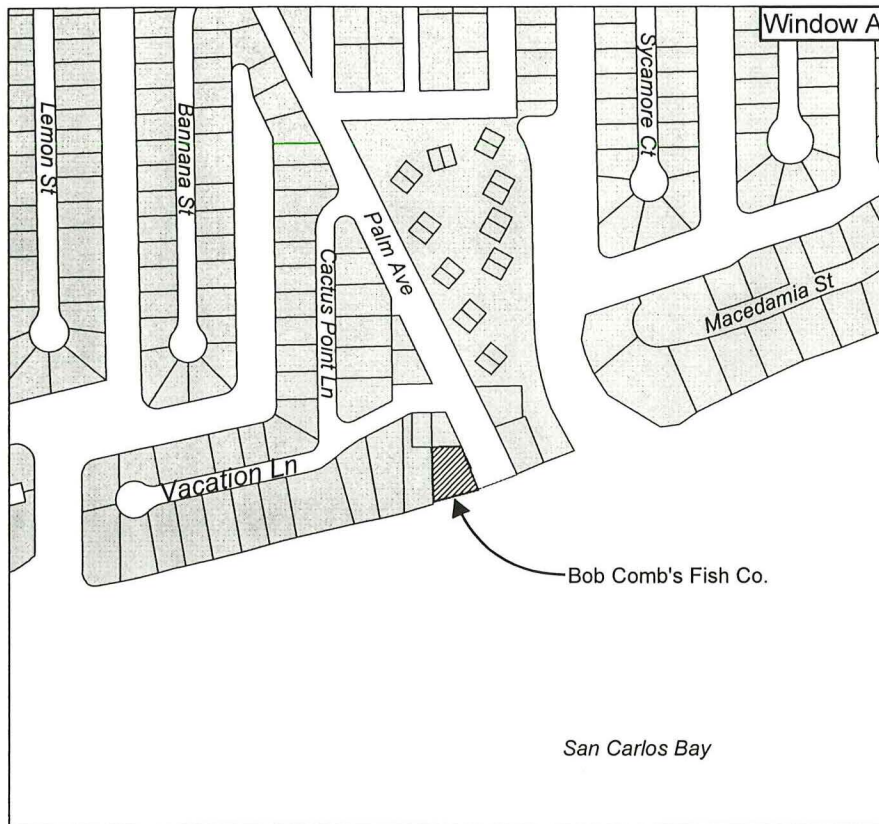 Window A
Lemon St
Bannana St
Sycamore Ct
Palm Ave
Cactus Point Ln
Macedamia St
Vacation Ln
Bob Comb's Fish Co.
San Carlos Bay